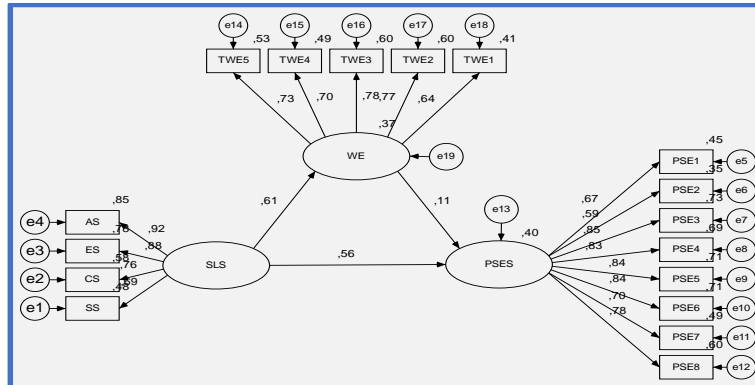 e14 e15 e16 e17 e18
,53 ,49 ,60 ,60 ,41
TWE5 TWE4 TWE3 TWE2 TWE1
,73 ,70 ,78 ,77 ,64
,37
WE
e19
,61
,11
,85
e4 AS
,92
,78
e3 ES
,88
,58
e2 CS
,76
,48
e1 SS
,69
SLS
,56
e13
,40
PSES
,45
PSE1 e5
,67
,35
PSE2 e6
,59
,73
PSE3 e7
,85
,69
PSE4 e8
,83
,71
PSE5 e9
,84
,71
PSE6 e10
,84
,49
PSE7 e11
,70
,60
PSE8 e12
,78